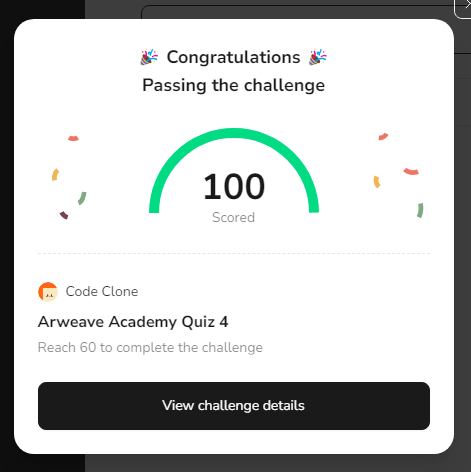 🎉 Congratulations 🎉
Passing the challenge
100
Scored
Code Clone
Arweave Academy Quiz 4
Reach 60 to complete the challenge
View challenge details